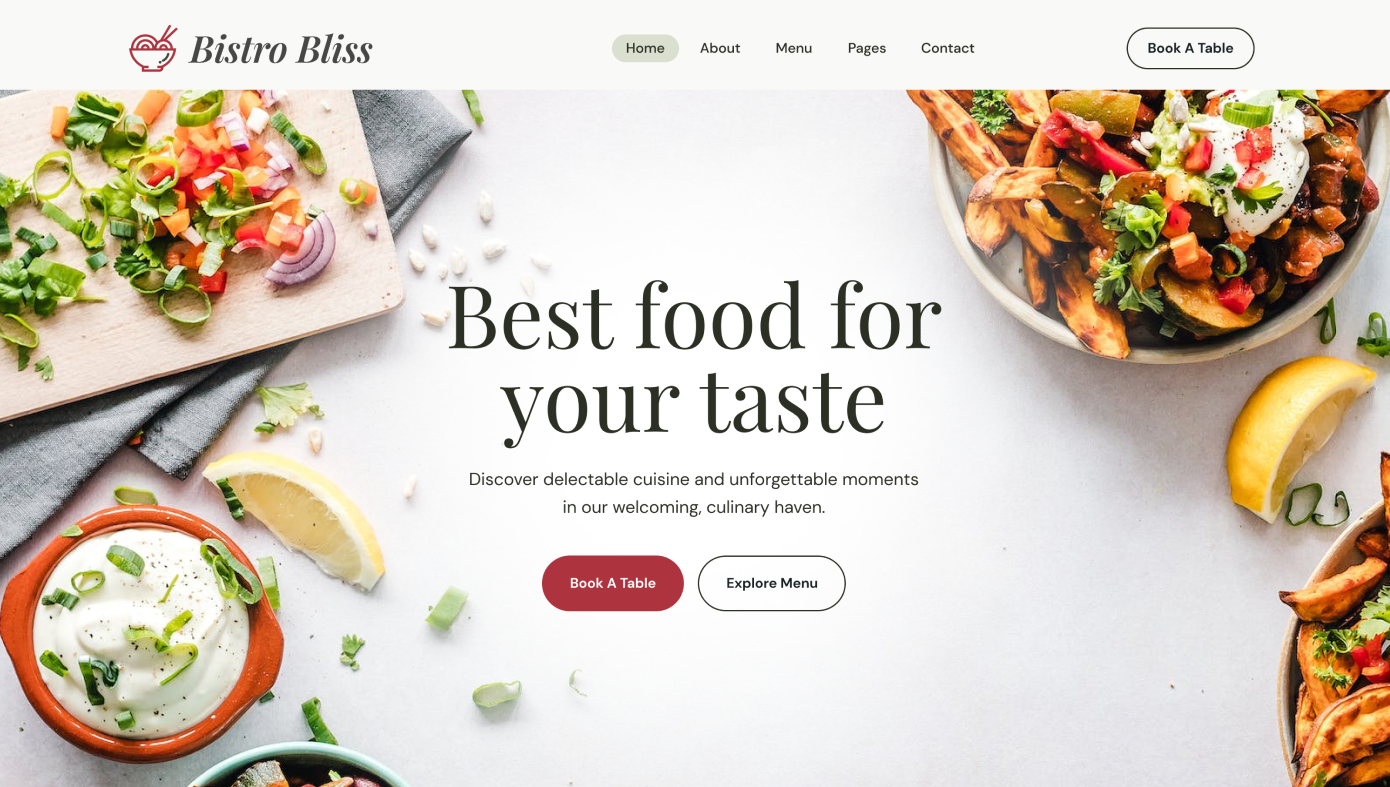 Bistro Bliss
Home About Menu Pages Contact
Book A Table
Best food for
your taste
Discover delectable cuisine and unforgettable moments
in our welcoming, culinary haven.
Book A Table Explore Menu